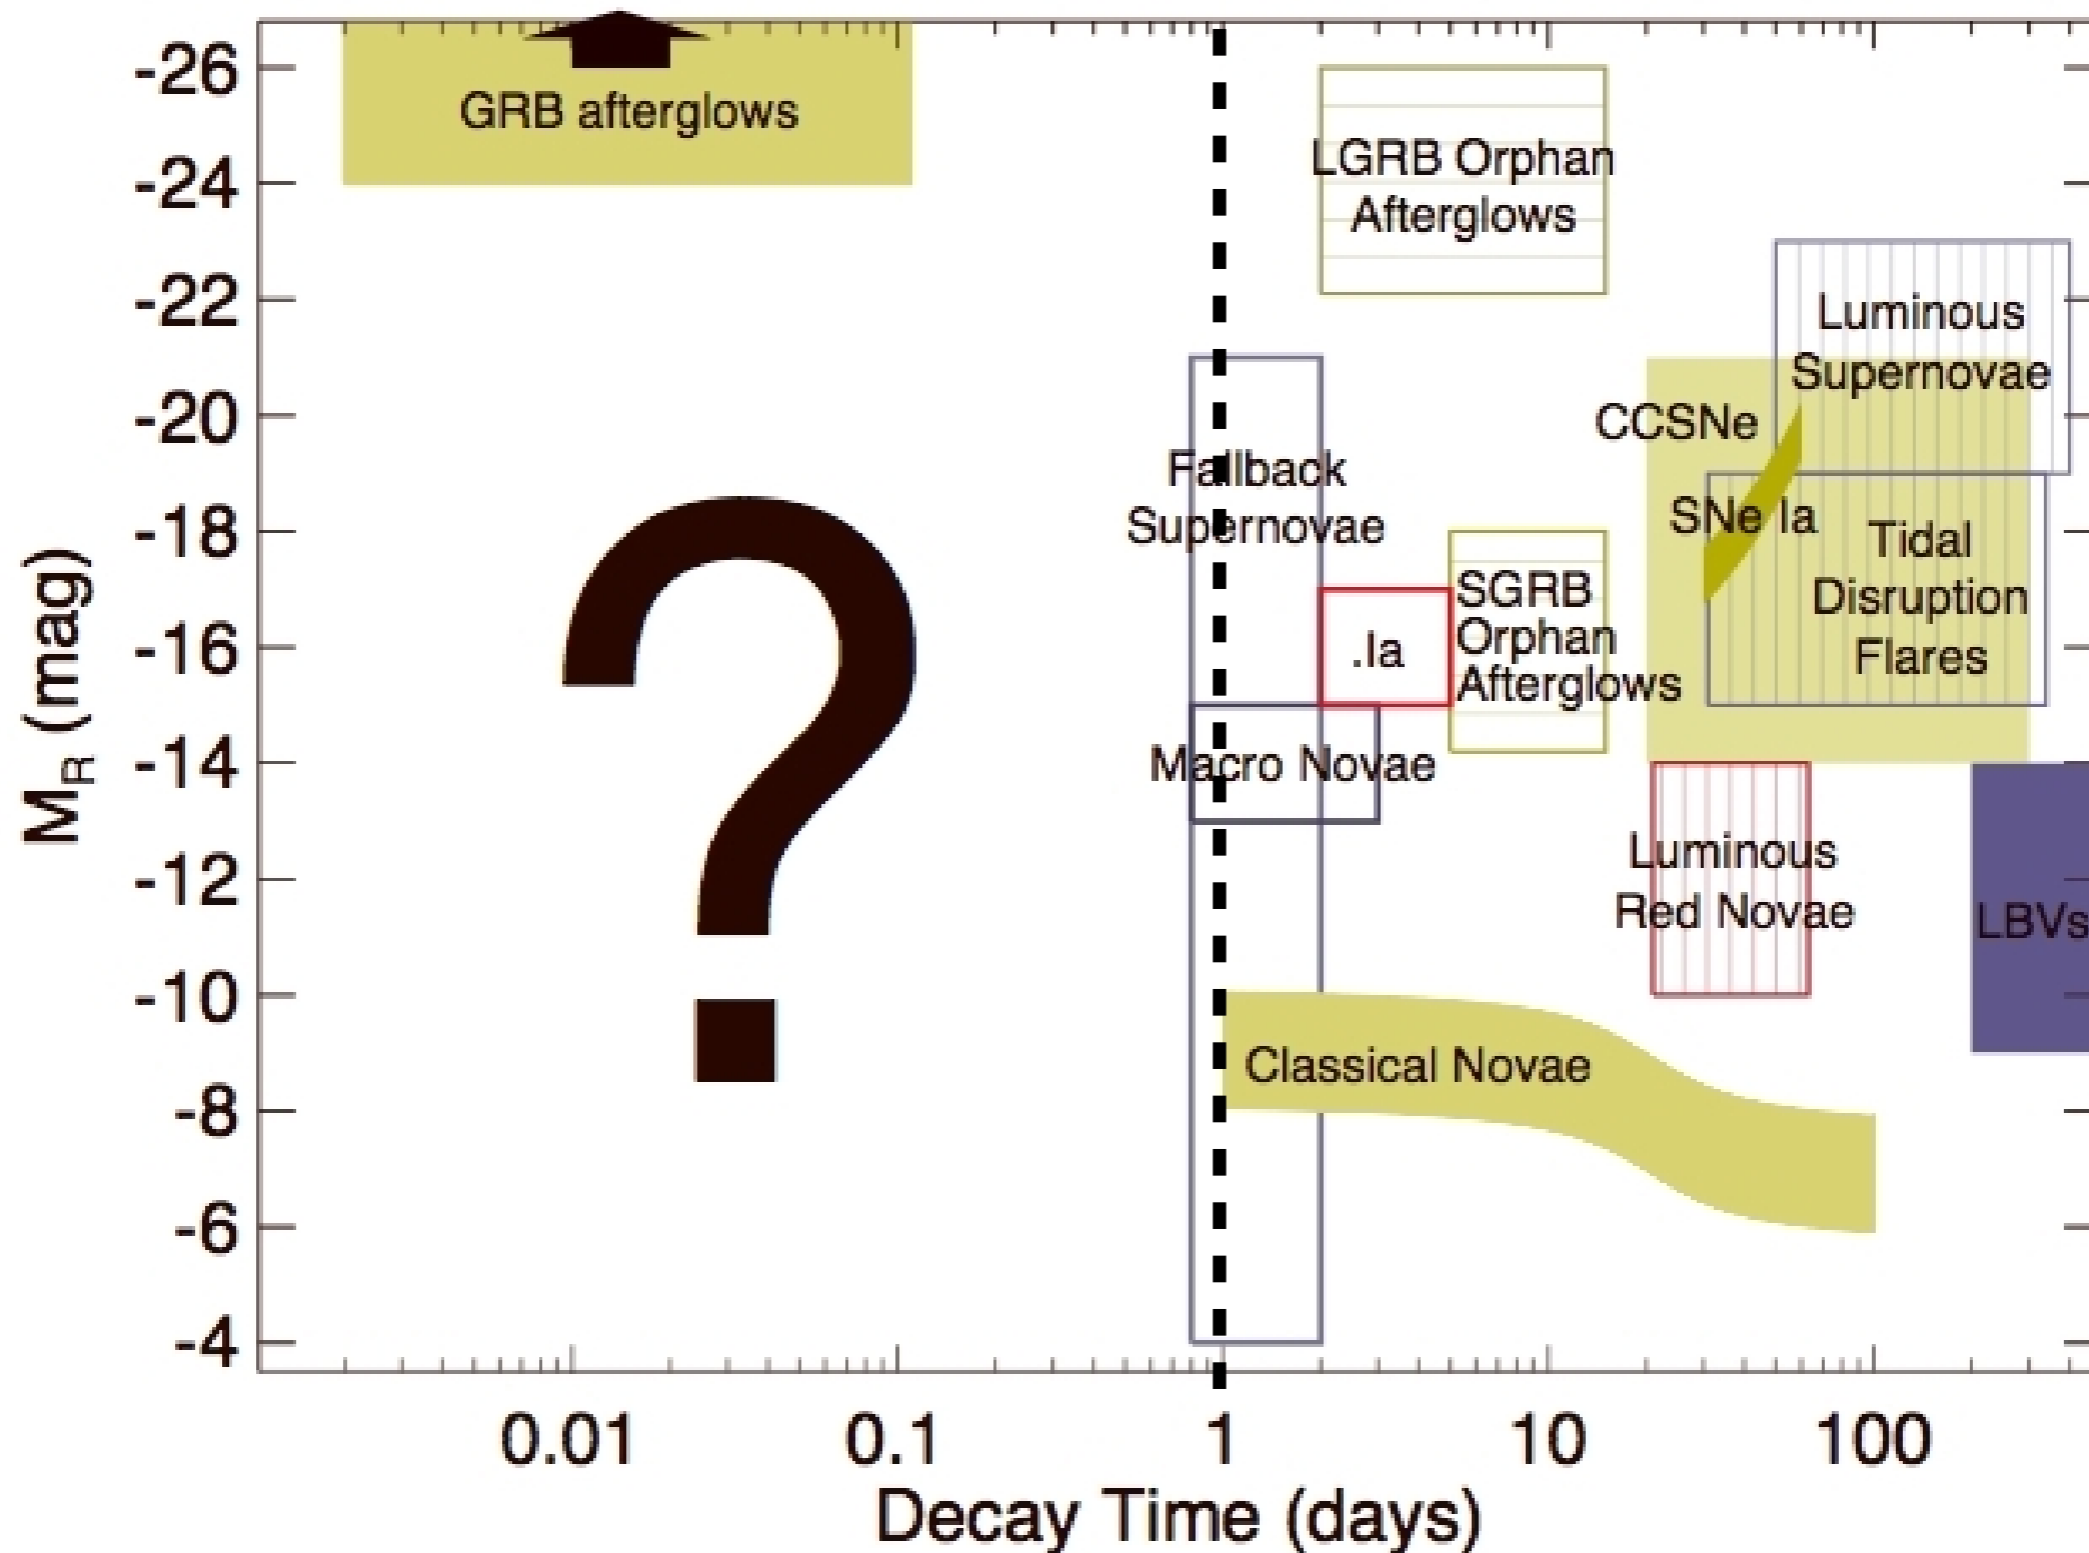 -26
-24
-22
-20
-18
-16
-14
-12
-10
-8
-6
-4
M_R (mag)
GRB afterglows
LGRB Orphan
Afterglows
Luminous
Supernovae
CCSNe
Fallback
Supernovae
SNe Ia
Tidal
Disruption
Flares
.Ia
SGRB
Orphan
Afterglows
Macro Novae
Luminous
Red Novae
LBVs
Classical Novae
?
0.01 0.1 1 10 100
Decay Time (days)